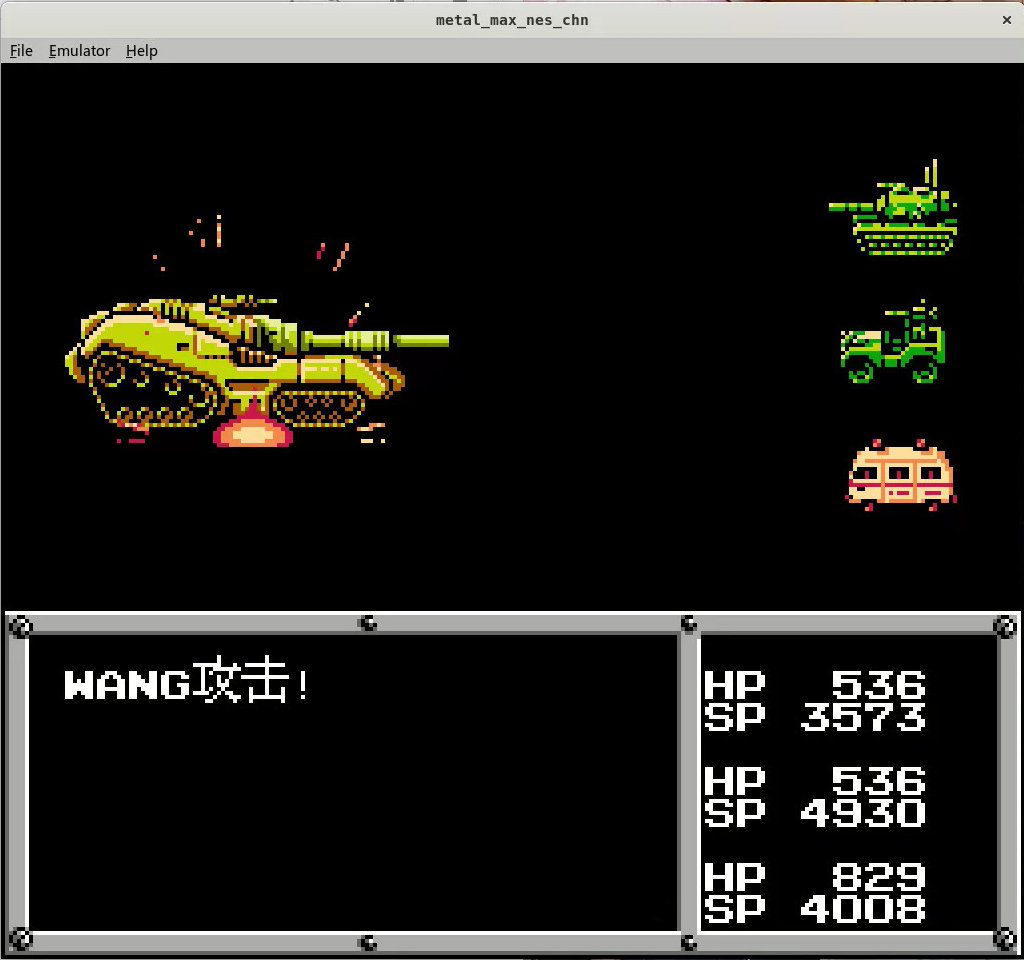 metal_max_nes_chn
×
File Emulator Help
WANG攻击!
HP 536
SP 3573
HP 536
SP 4930
HP 829
SP 4008